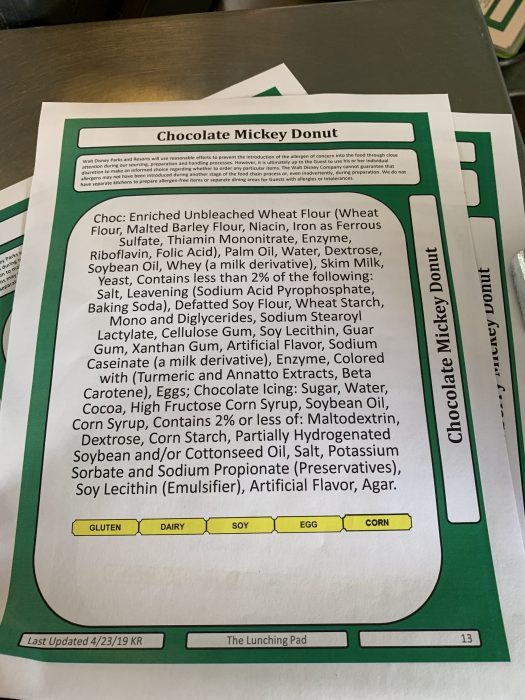 Chocolate Mickey Donut
Walt Disney Parks and Resorts will use reasonable efforts to prevent the introduction of the allergen of concern into the food through close
attention during our sourcing, preparation and handling processes. However, it is ultimately up to the Guest to use his or her individual
discretion to make an informed choice regarding whether to order any particular items. The Walt Disney Company cannot guarantee that
allergens may not have been introduced during another stage of the food chain process or, even inadvertently, during preparation. We do not
have separate kitchens to prepare allergen-free items or separate dining areas for Guests with allergies or intolerances.
Choc: Enriched Unbleached Wheat Flour (Wheat
Flour, Malted Barley Flour, Niacin, Iron as Ferrous
Sulfate, Thiamin Mononitrate, Enzyme,
Riboflavin, Folic Acid), Palm Oil, Water, Dextrose,
Soybean Oil, Whey (a milk derivative), Skim Milk,
Yeast, Contains less than 2% of the following:
Salt, Leavening (Sodium Acid Pyrophosphate,
Baking Soda), Defatted Soy Flour, Wheat Starch,
Mono and Diglycerides, Sodium Stearoyl
Lactylate, Cellulose Gum, Soy Lecithin, Guar
Gum, Xanthan Gum, Artificial Flavor, Sodium
Caseinate (a milk derivative), Enzyme, Colored
with (Turmeric and Annatto Extracts, Beta
Carotene), Eggs; Chocolate Icing: Sugar, Water,
Cocoa, High Fructose Corn Syrup, Soybean Oil,
Corn Syrup, Contains 2% or less of: Maltodextrin,
Dextrose, Corn Starch, Partially Hydrogenated
Soybean and/or Cottonseed Oil, Salt, Potassium
Sorbate and Sodium Propionate (Preservatives),
Soy Lecithin (Emulsifier), Artificial Flavor, Agar.
GLUTEN DAIRY SOY EGG CORN
Chocolate Mickey Donut
Mickey Donut
Last Updated 4/23/19 KR
The Lunching Pad
13